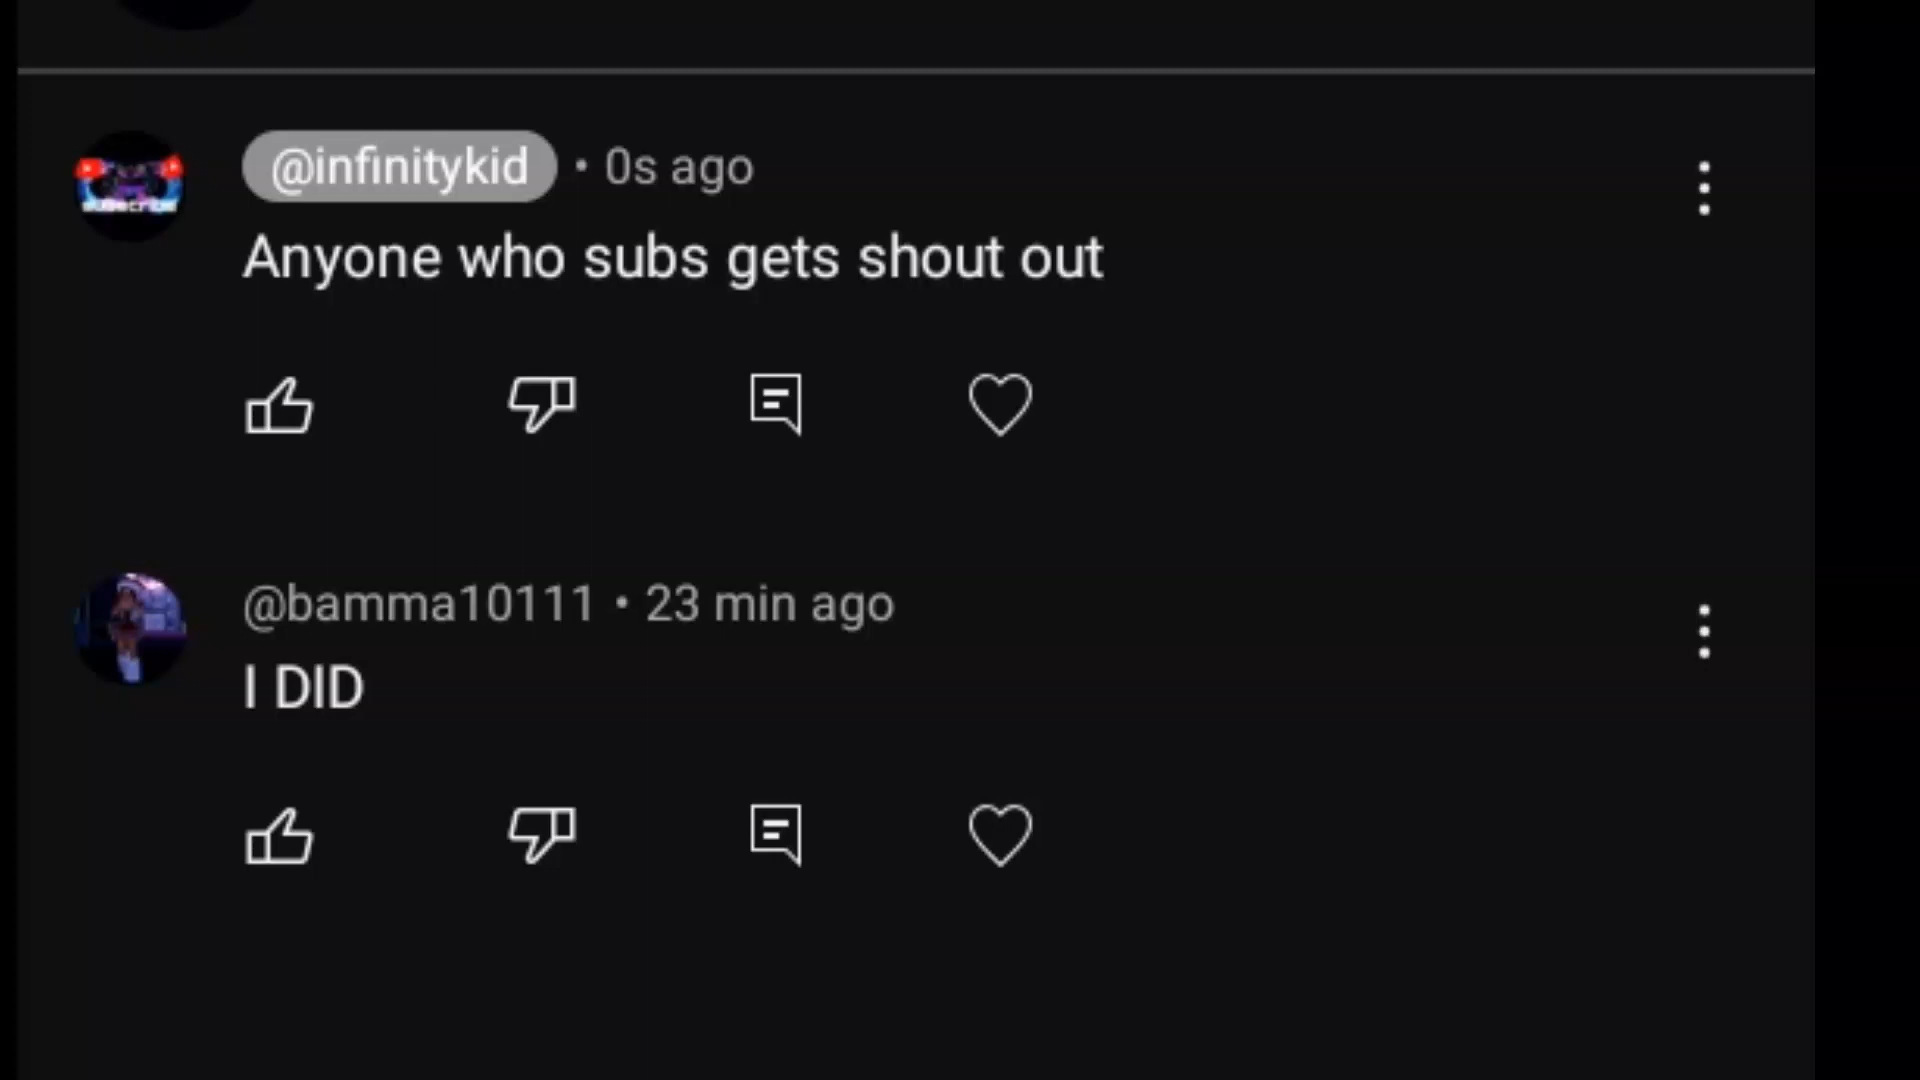 @infinitykid • 0s ago
Anyone who subs gets shout out
@bamma10111 • 23 min ago
I DID